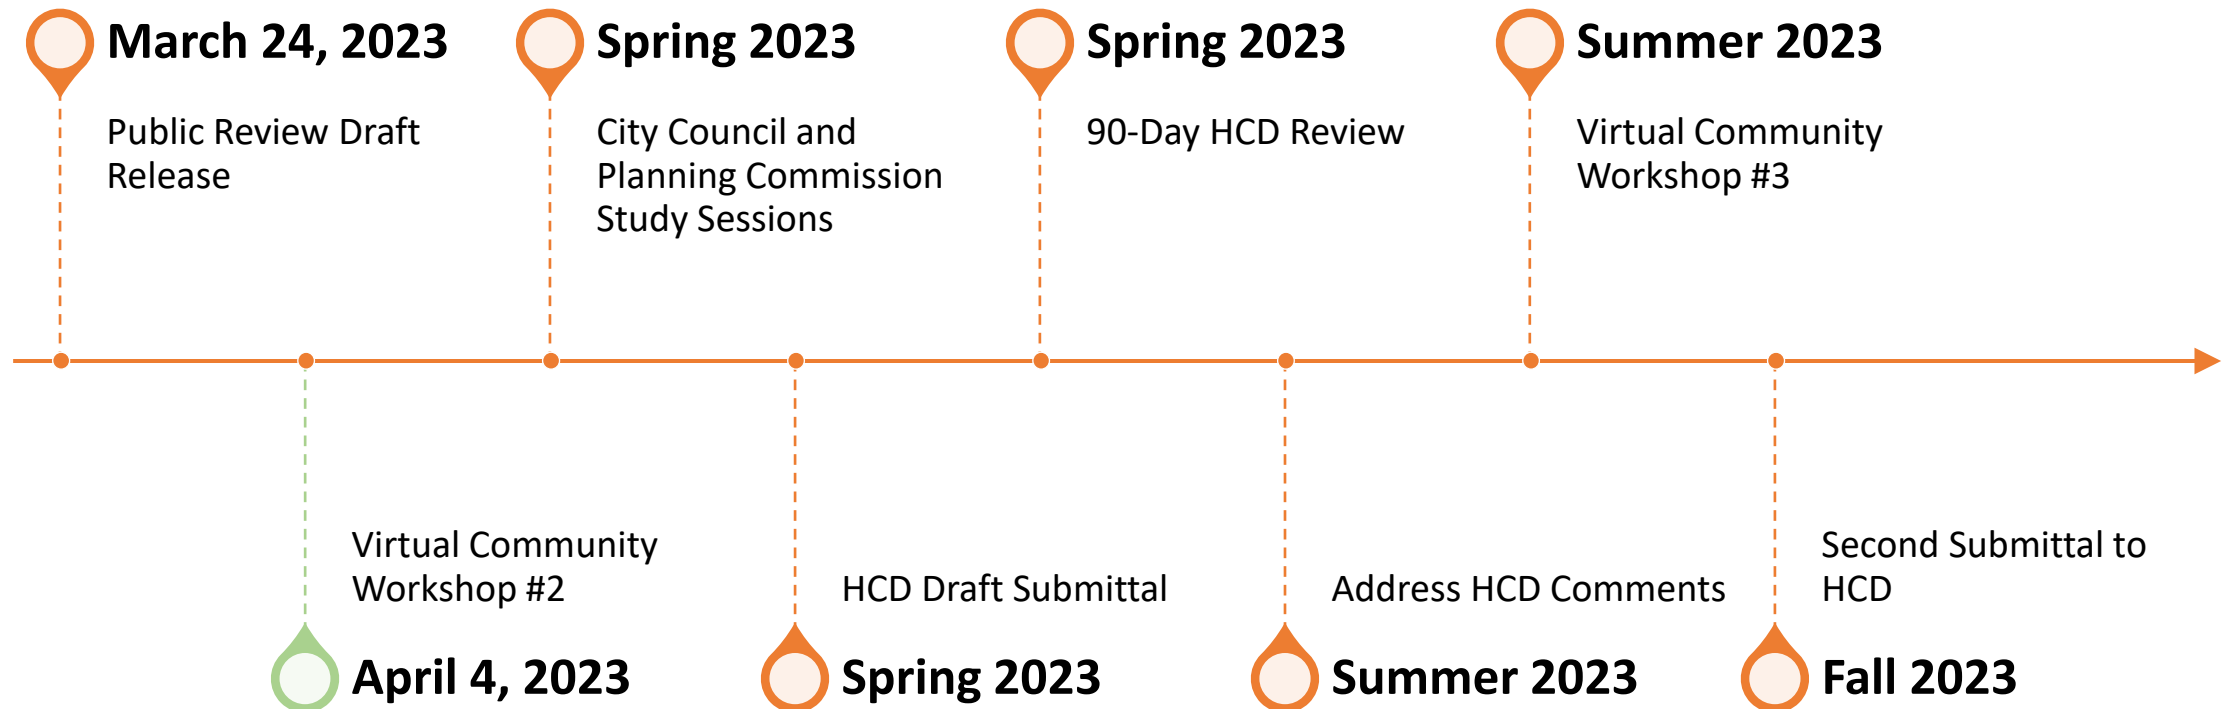 March 24, 2023
Public Review Draft
Release
Virtual Community
Workshop #2
April 4, 2023
Spring 2023
City Council and
Planning Commission
Study Sessions
HCD Draft Submittal
Spring 2023
Spring 2023
90-Day HCD Review
Address HCD Comments
Summer 2023
Summer 2023
Virtual Community
Workshop #3
Second Submittal to
HCD
Fall 2023